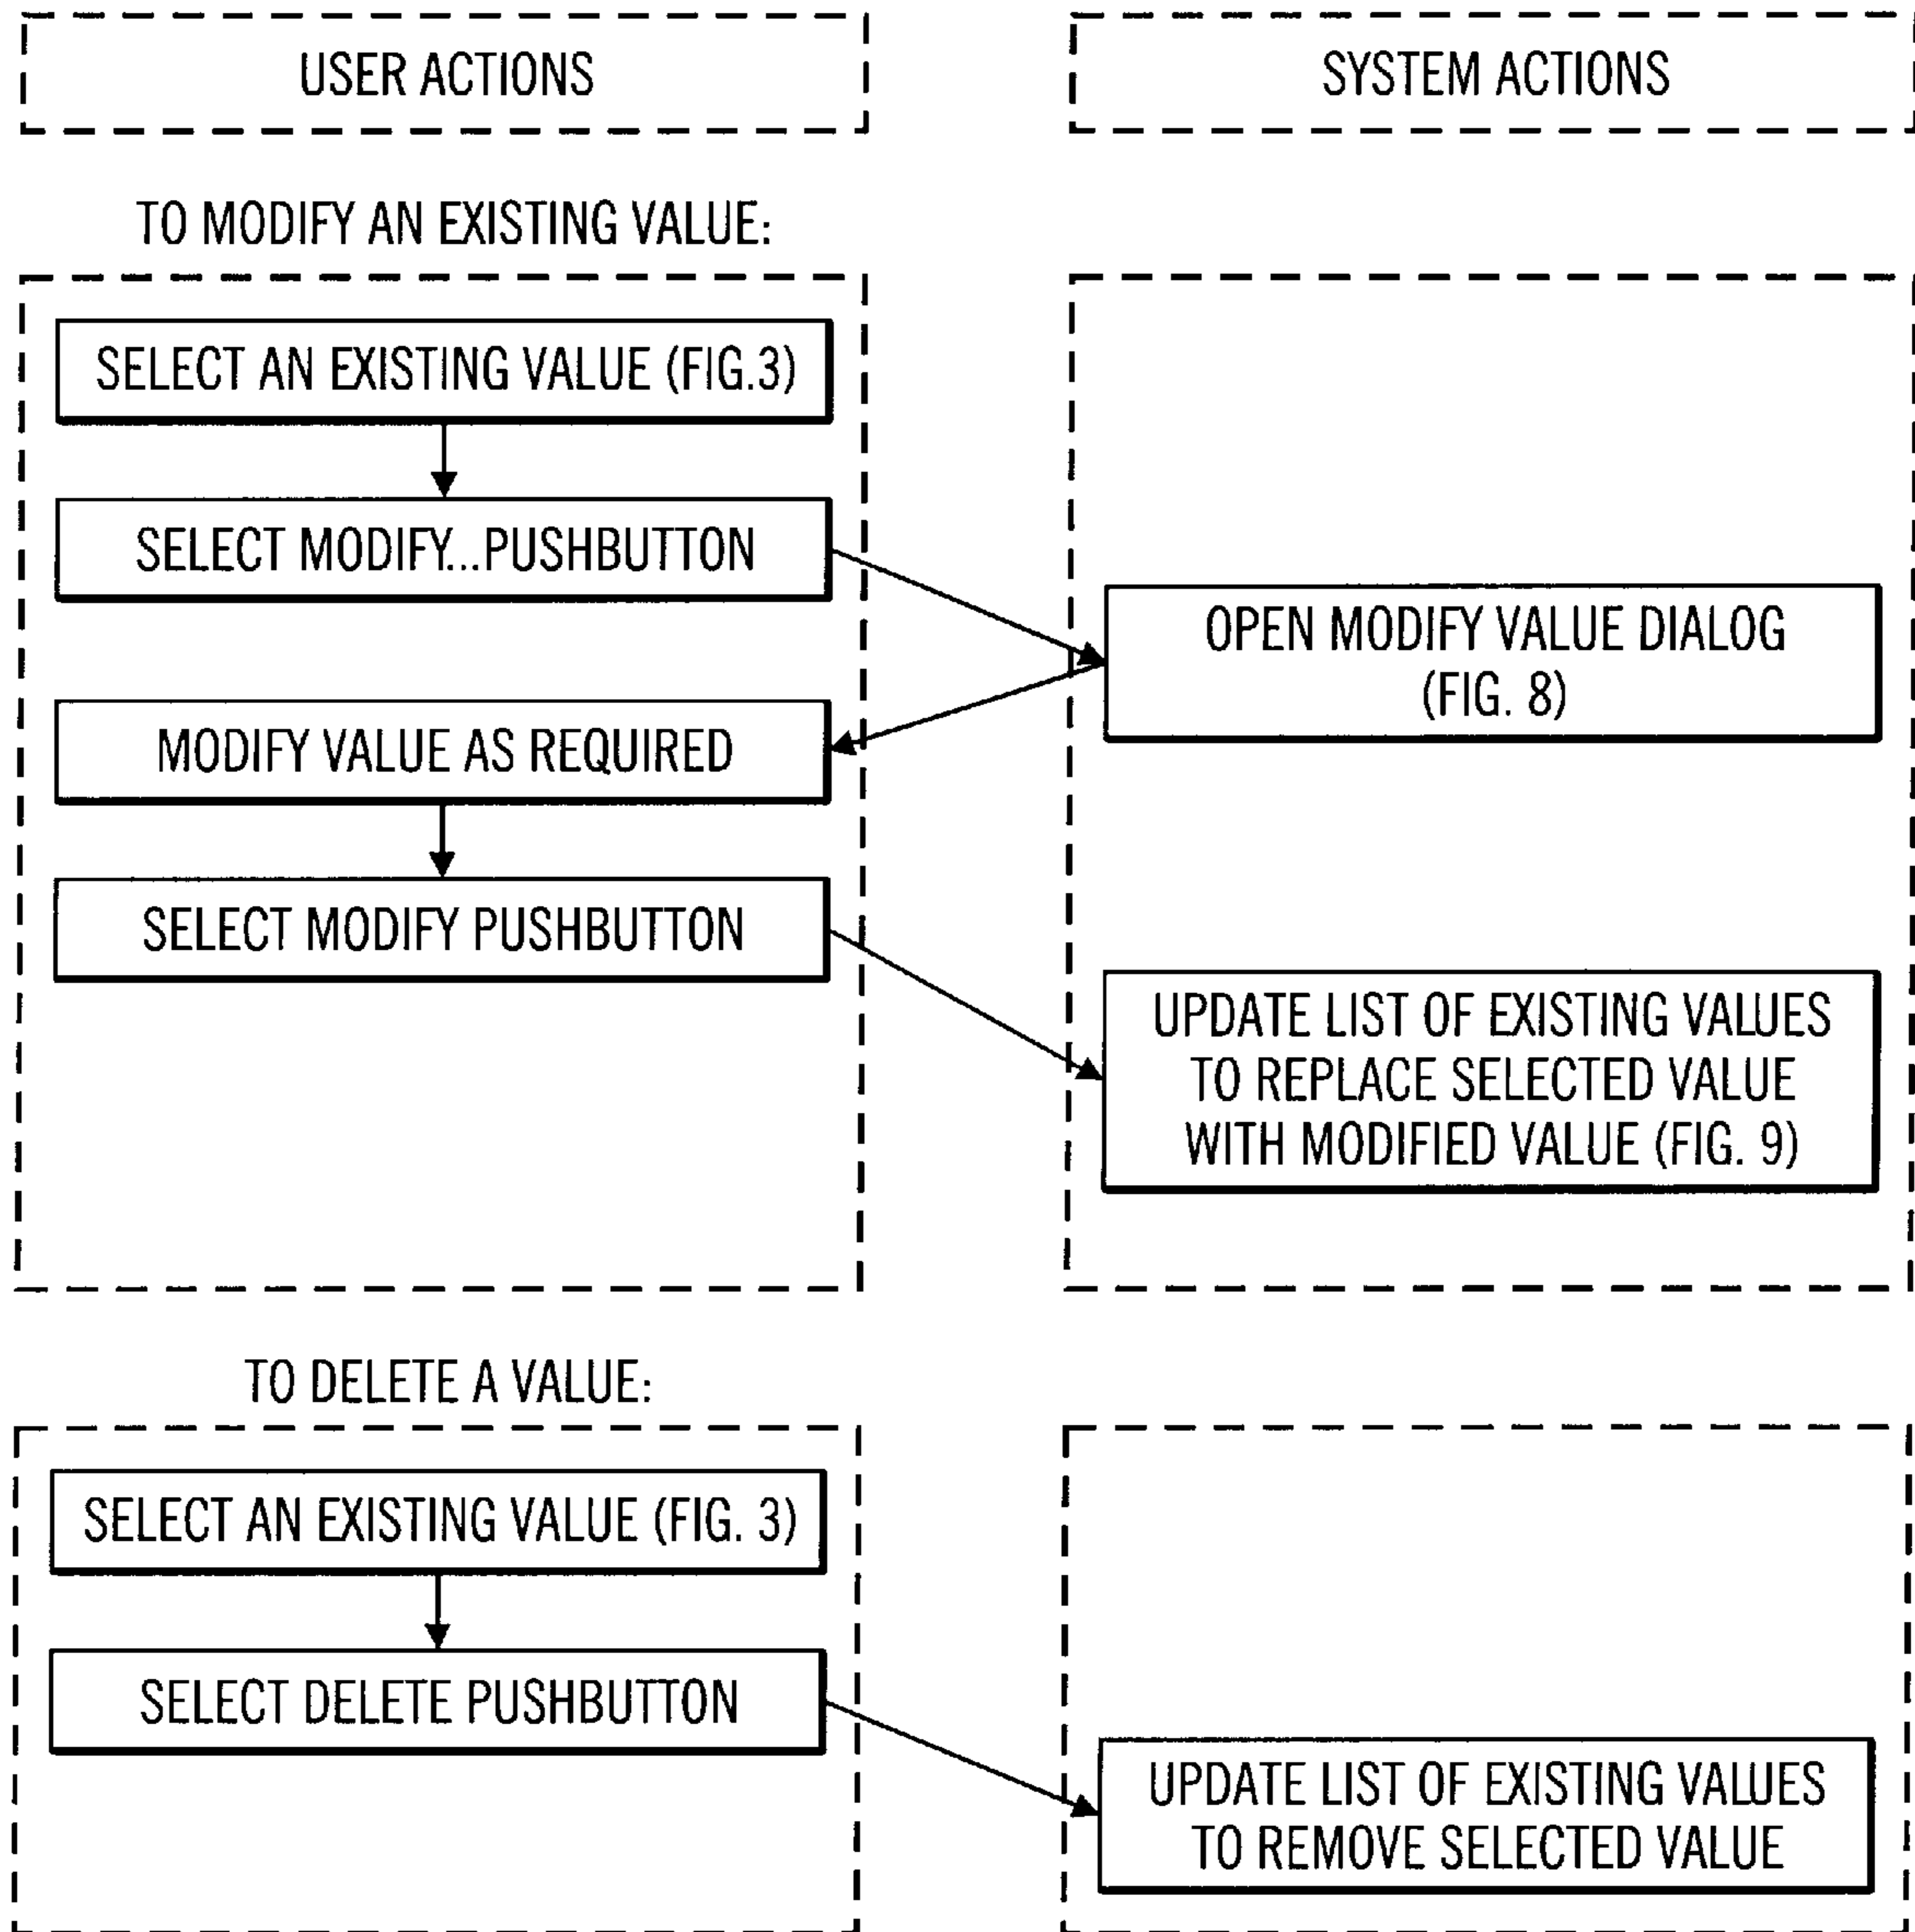 USER ACTIONS
SYSTEM ACTIONS
TO MODIFY AN EXISTING VALUE:
SELECT AN EXISTING VALUE (FIG.3)
SELECT MODIFY...PUSHBUTTON
OPEN MODIFY VALUE DIALOG
(FIG. 8)
MODIFY VALUE AS REQUIRED
SELECT MODIFY PUSHBUTTON
UPDATE LIST OF EXISTING VALUES
TO REPLACE SELECTED VALUE
WITH MODIFIED VALUE (FIG. 9)
TO DELETE A VALUE:
SELECT AN EXISTING VALUE (FIG. 3)
SELECT DELETE PUSHBUTTON
UPDATE LIST OF EXISTING VALUES
TO REMOVE SELECTED VALUE